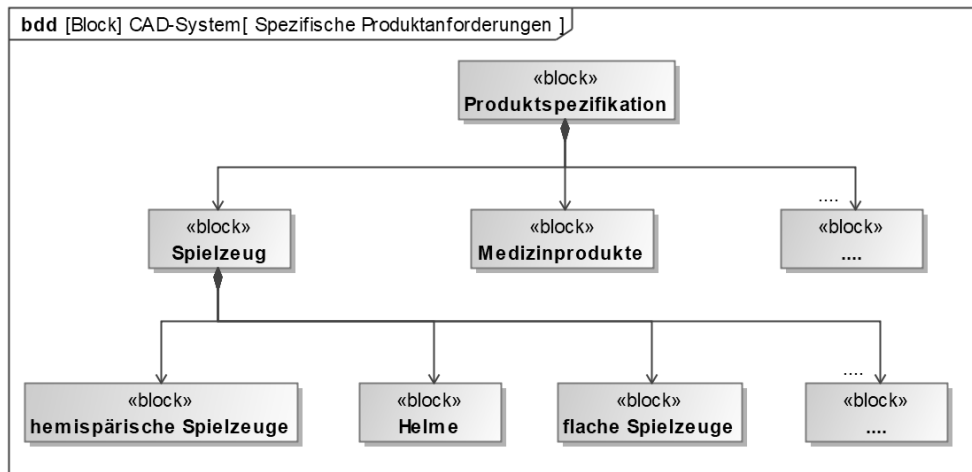 bdd [Block] CAD-System[ Spezifische Produktanforderungen ]
«block»
Produktspezifikation
«block»
Spielzeug
«block»
Medizinprodukte
....
«block»
....
«block»
hemispärische Spielzeuge
«block»
Helme
«block»
flache Spielzeuge
....
«block»
....